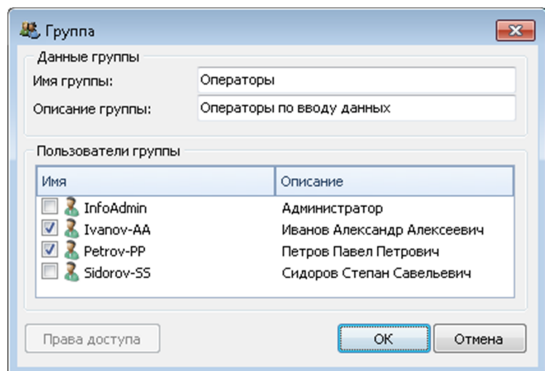 Группа
Данные группы
Имя группы: Операторы
Описание группы: Операторы по вводу данных
Пользователи группы
Имя Описание
InfoAdmin Администратор
Ivanov-AA Иванов Александр Алексеевич
Petrov-PP Петров Павел Петрович
Sidorov-SS Сидоров Степан Савельевич
Права доступа OK Отмена